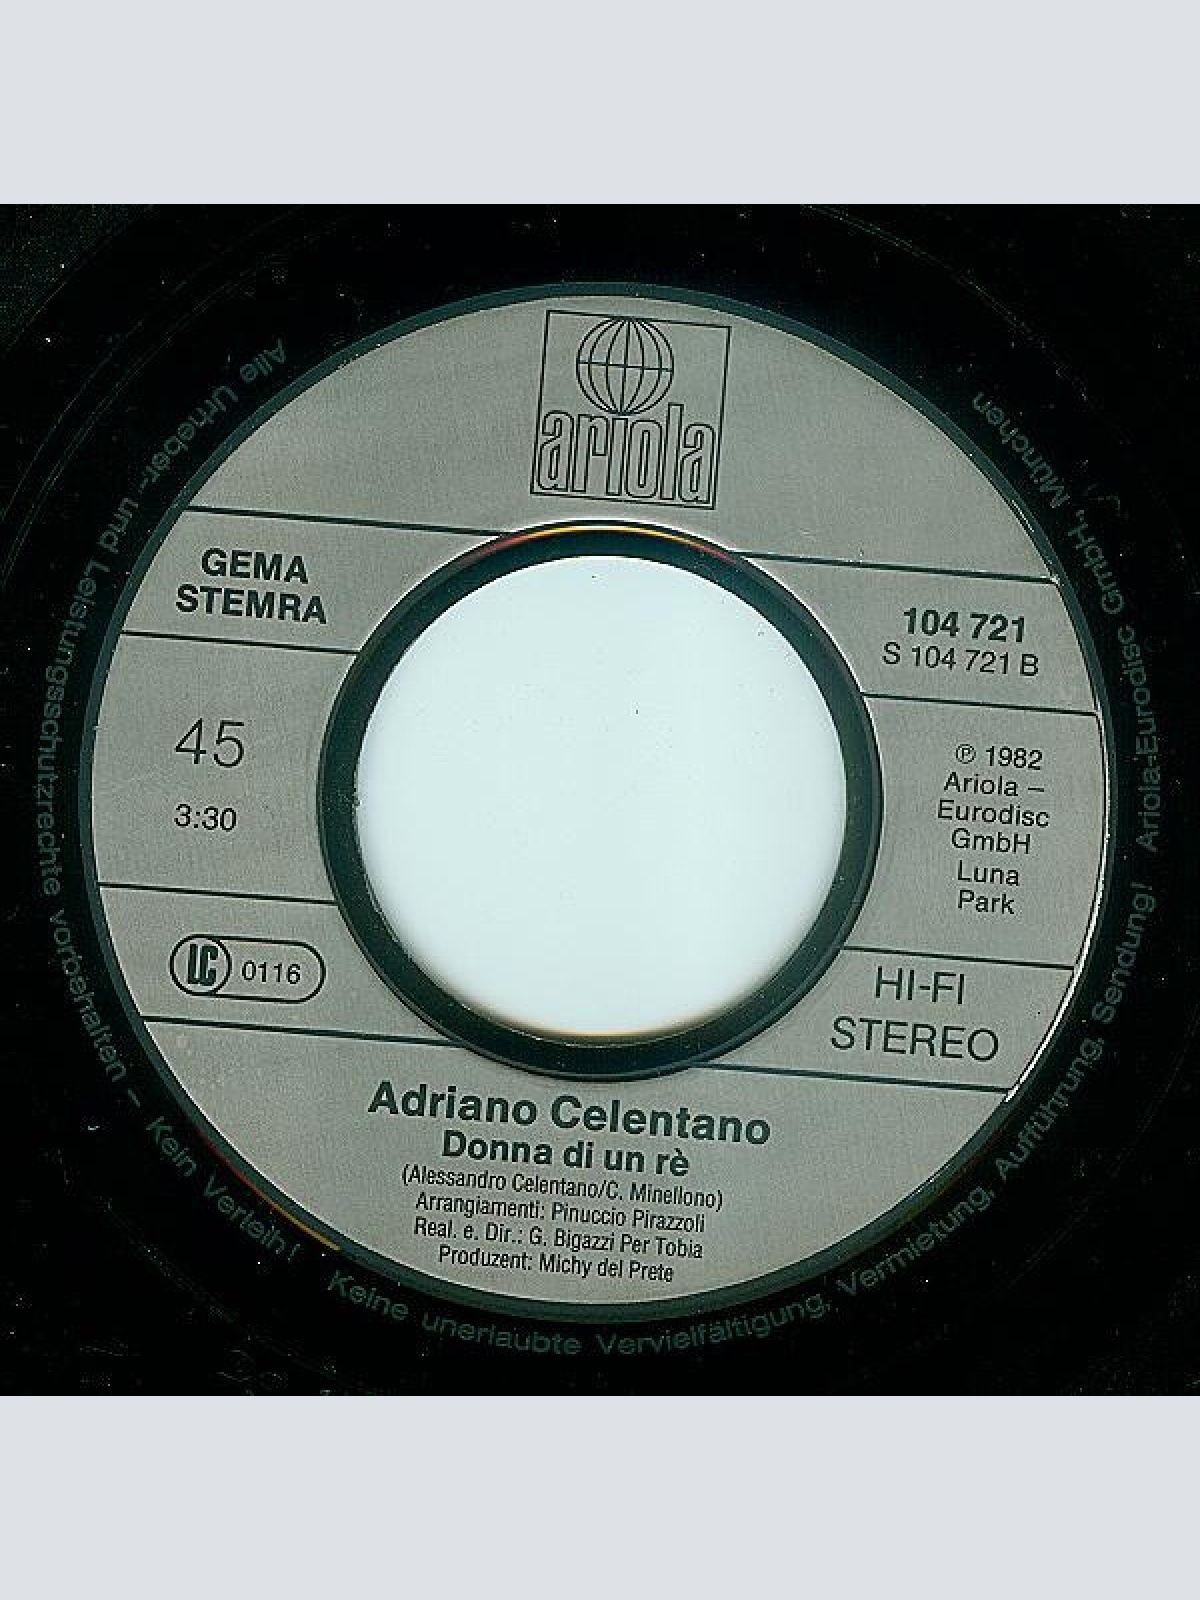 ariola
GEMA
STEMRA
104 721
S 104 721 B
45
3:30
℗ 1982
Ariola –
Eurodisc
GmbH
Luna
Park
LC 0116
HI-FI
STEREO
Adriano Celentano
Donna di un rè
(Alessandro Celentano/C. Minellono)
Arrangiamenti: Pinuccio Pirazzoli
Real. e. Dir.: G. Bigazzi Per Tobia
Produzent: Michy del Prete
Alle Urheber- und Leistungsschutzrechte vorbehalten – Kein Verleih! Keine unerlaubte Vervielfältigung, Vermietung, Aufführung, Sendung! Ariola-Eurodisc GmbH, München